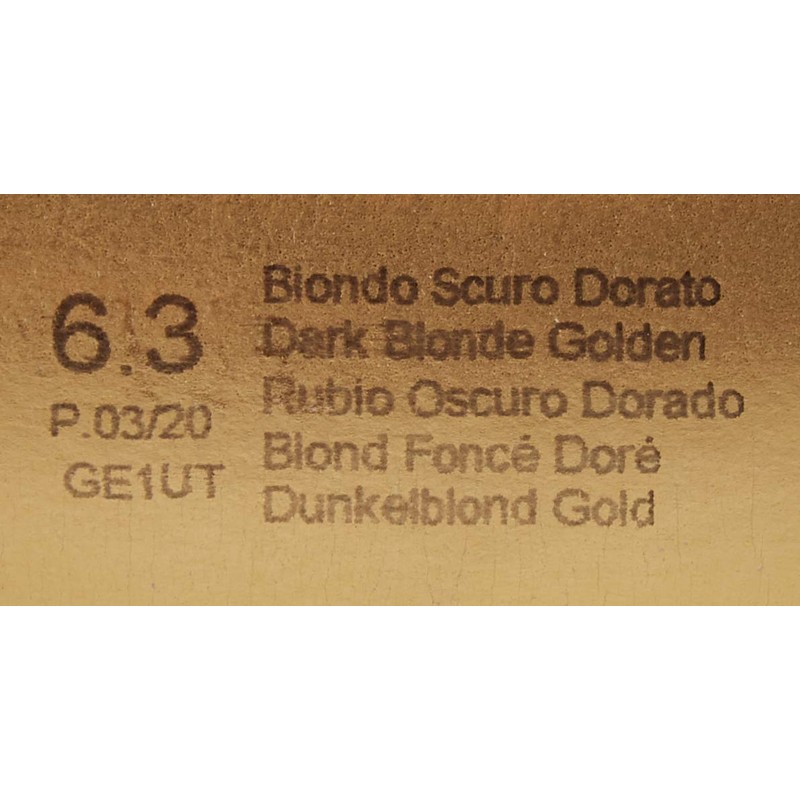 6.3
P.03/20
GE1UT
Biondo Scuro Dorato
Dark Blonde Golden
Rubio Oscuro Dorado
Blond Foncé Doré
Dunkelblond Gold